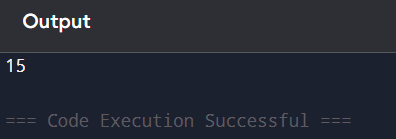 Output
15
=== Code Execution Successful ===